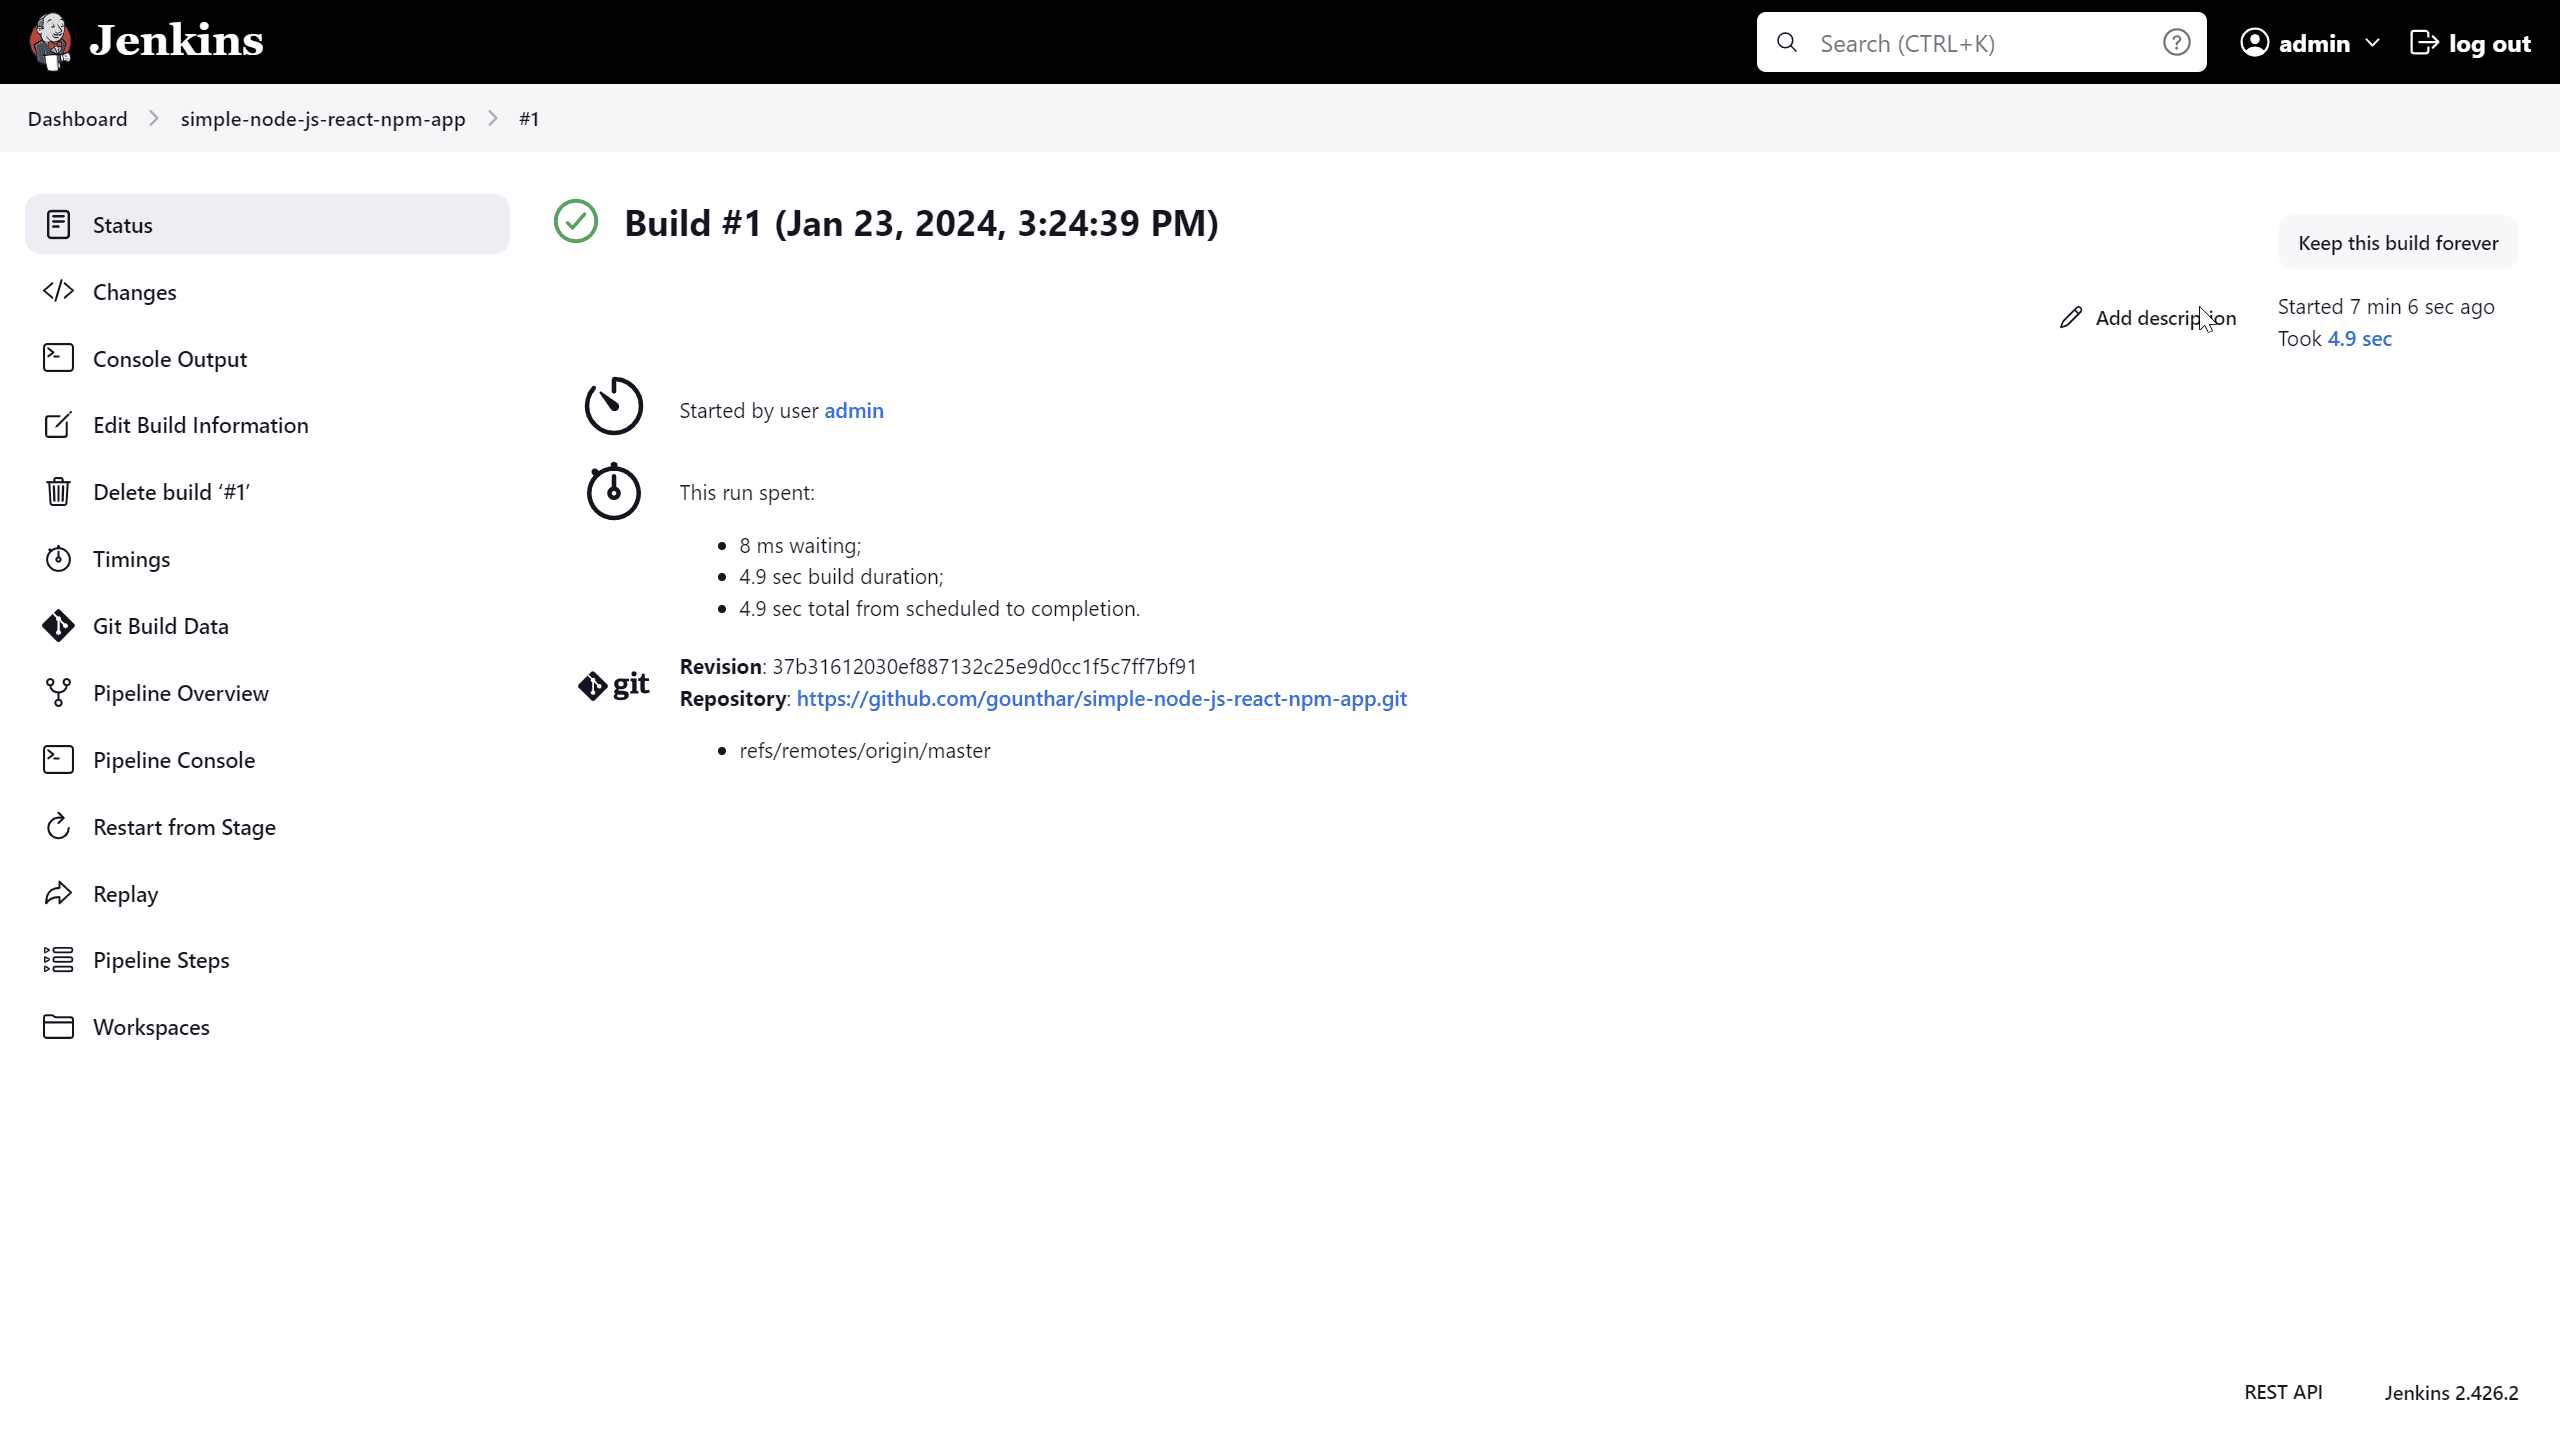 Jenkins
Search (CTRL+K)
admin
log out
Dashboard
simple-node-js-react-npm-app
#1
Status
Changes
Console Output
Edit Build Information
Delete build ‘#1’
Timings
Git Build Data
Pipeline Overview
Pipeline Console
Restart from Stage
Replay
Pipeline Steps
Workspaces
Build #1 (Jan 23, 2024, 3:24:39 PM)
Keep this build forever
Add description
Started 7 min 6 sec ago
Took 4.9 sec
Started by user admin
This run spent:
8 ms waiting;
4.9 sec build duration;
4.9 sec total from scheduled to completion.
git
Revision: 37b31612030ef887132c25e9d0cc1f5c7ff7bf91
Repository: https://github.com/gounthar/simple-node-js-react-npm-app.git
refs/remotes/origin/master
REST API
Jenkins 2.426.2